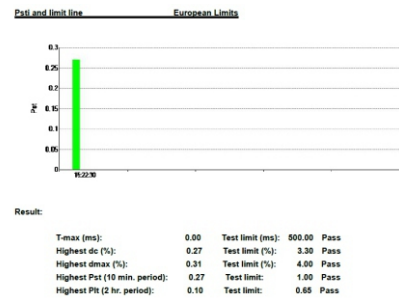 Psti and limit line European Limits
0.3
0.25
0.2
Pst
0.15
0.1
0.05
0
15:22:30
Result:
T-max (ms): 0.00 Test limit (ms): 500.00 Pass
Highest dc (%): 0.27 Test limit (%): 3.30 Pass
Highest dmax (%): 0.31 Test limit (%): 4.00 Pass
Highest Pst (10 min. period): 0.27 Test limit: 1.00 Pass
Highest Plt (2 hr. period): 0.10 Test limit: 0.65 Pass